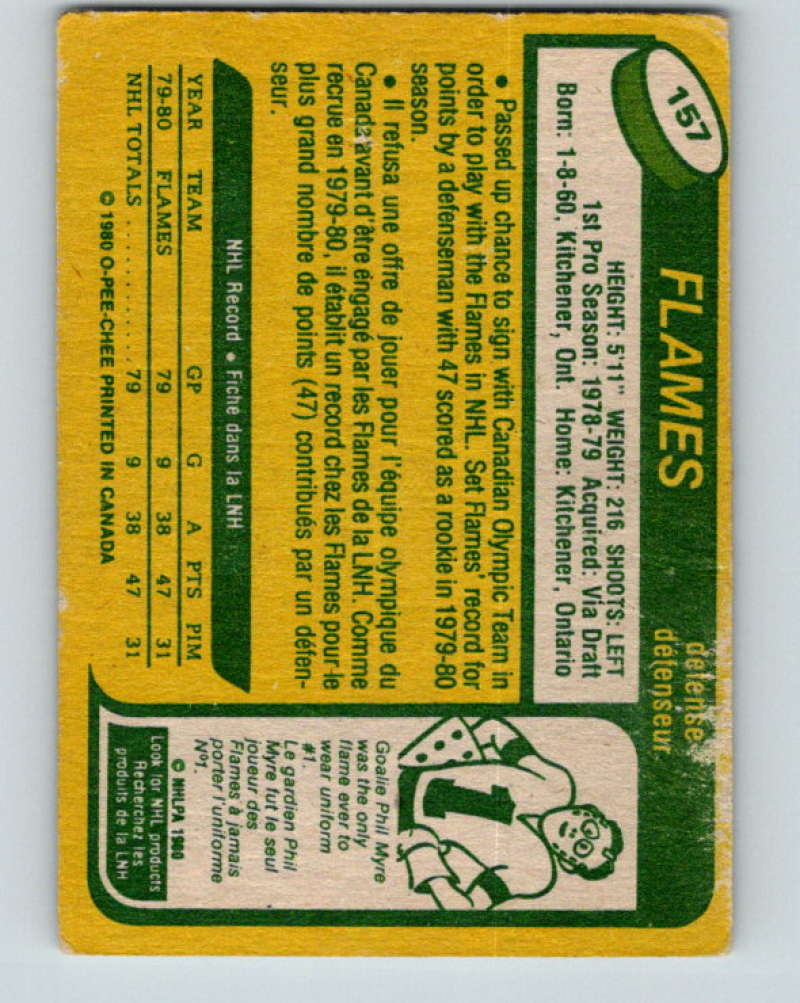 157
FLAMES
defense
défenseur
HEIGHT: 5'11" WEIGHT: 216 SHOOTS: LEFT
1st Pro Season: 1978-79 Acquired: Via Draft
Born: 1-8-60, Kitchener, Ont. Home: Kitchener, Ontario
• Passed up chance to sign with Canadian Olympic Team in
order to play with the Flames in NHL. Set Flames' record for
points by a defenseman with 47 scored as a rookie in 1979-80
season.
• Il refusa une offre de jouer pour l'équipe olympique du
Canada avant d'être éngagé par les Flames de la LNH. Comme
recrue en 1979-80, il établit un record chez les Flames pour le
plus grand nombre de points (47) contribués par un défen-
seur.
NHL Record • Fiche dans la LNH
YEAR TEAM GP G A PTS PIM
79-80 FLAMES 79 9 38 47 31
NHL TOTALS ........... 79 9 38 47 31
© 1980 O-PEE-CHEE PRINTED IN CANADA
1
Goalie Phil Myre
was the only
flame ever to
wear uniform
#1.
Le gardien Phil
Myre fut le seul
joueur des
Flames à jamais
porter l'uniforme
N°1.
© NHLPA 1980
Look for NHL products
Recherchez les
produits de la LNH